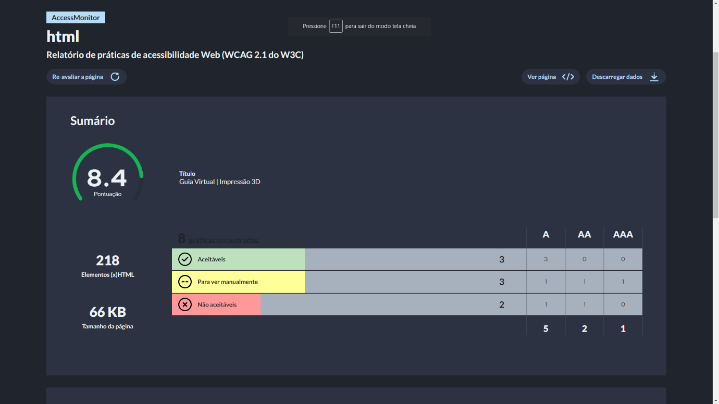 AccessMonitor
Pressione F11 para sair do modo tela cheia
html
Relatório de práticas de acessibilidade Web (WCAG 2.1 do W3C)
Re-avaliar a página
Ver página </>
Descarregar dados
Sumário
8.4
Pontuação
Título
Guia Virtual | Impressão 3D
8
A AA AAA
218
Elementos (x)HTML
66 KB
Tamanho da página
Aceitáveis 3 3 0 0
Para ver manualmente 3 1 1 1
Não aceitáveis 2 1 1 0
5 2 1